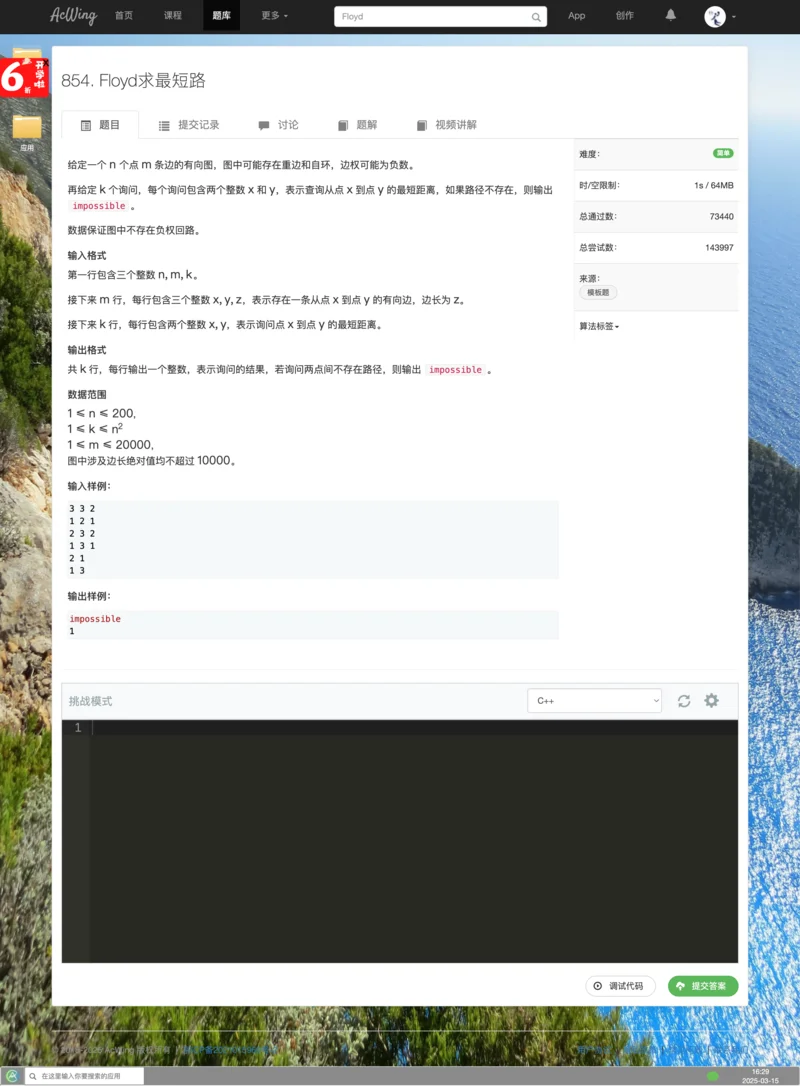 AcWing 首页 课程 题库 更多 Floyd App 创作
6折 开学啦 X
应用
854. Floyd求最短路
题目 提交记录 讨论 题解 视频讲解
给定一个 n 个点 m 条边的有向图，图中可能存在重边和自环，边权可能为负数。
再给定 k 个询问，每个询问包含两个整数 x 和 y，表示查询从点 x 到点 y 的最短距离，如果路径不存在，则输出
impossible 。
数据保证图中不存在负权回路。
输入格式
第一行包含三个整数 n, m, k。
接下来 m 行，每行包含三个整数 x, y, z，表示存在一条从点 x 到点 y 的有向边，边长为 z。
接下来 k 行，每行包含两个整数 x, y，表示询问点 x 到点 y 的最短距离。
输出格式
共 k 行，每行输出一个整数，表示询问的结果，若询问两点间不存在路径，则输出 impossible 。
数据范围
1 ≤ n ≤ 200,
1 ≤ k ≤ n²
1 ≤ m ≤ 20000,
图中涉及边长绝对值均不超过 10000。
输入样例：
3 3 2
1 2 1
2 3 2
1 3 1
2 1
1 3
输出样例：
impossible
1
难度： 简单
时/空限制： 1s / 64MB
总通过数： 73440
总尝试数： 143997
来源：
模板题
算法标签
挑战模式 C++
1
调试代码 提交答案
AcWing 版权所有
在这里输入你要搜索的应用
16:29
2025-03-15